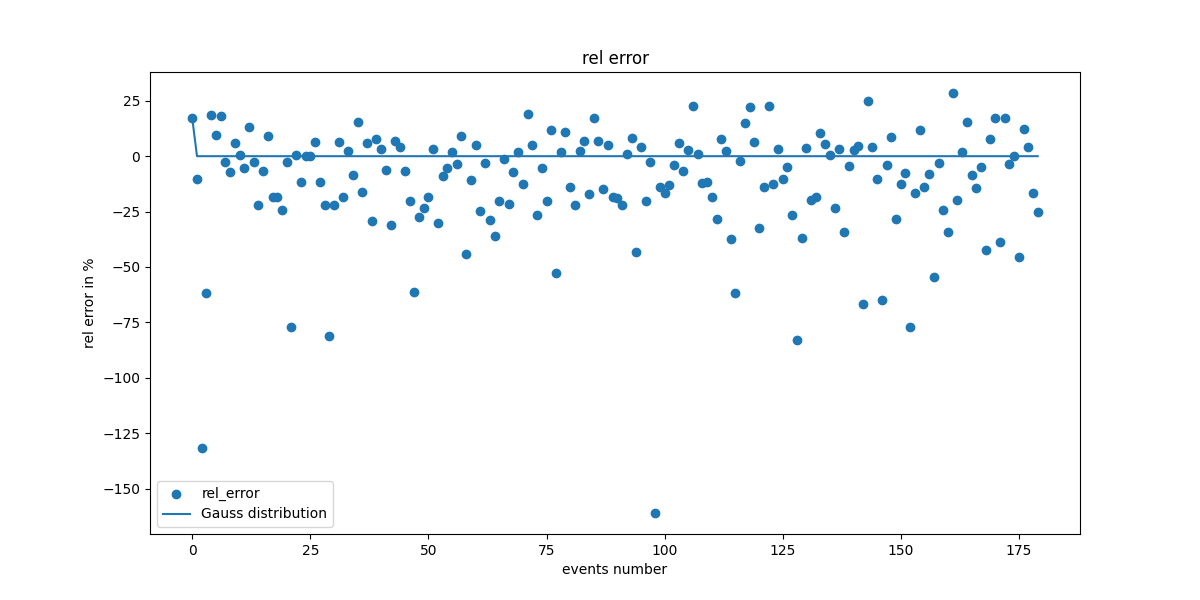 rel error
rel error in %
25
0
−25
−50
−75
−100
−125
−150
rel_error
Gauss distribution
0 25 50 75 100 125 150 175
events number